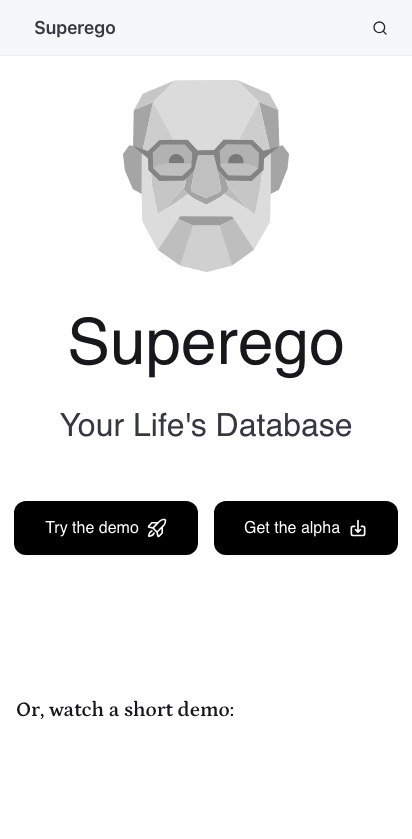 Superego
Superego
Your Life's Database
Try the demo
Get the alpha
Or, watch a short demo: